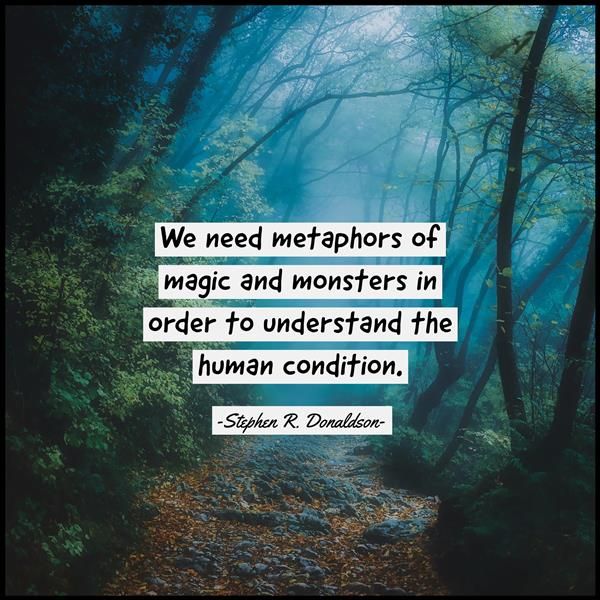 We need metaphors of
magic and monsters in
order to understand the
human condition.
-Stephen R. Donaldson-